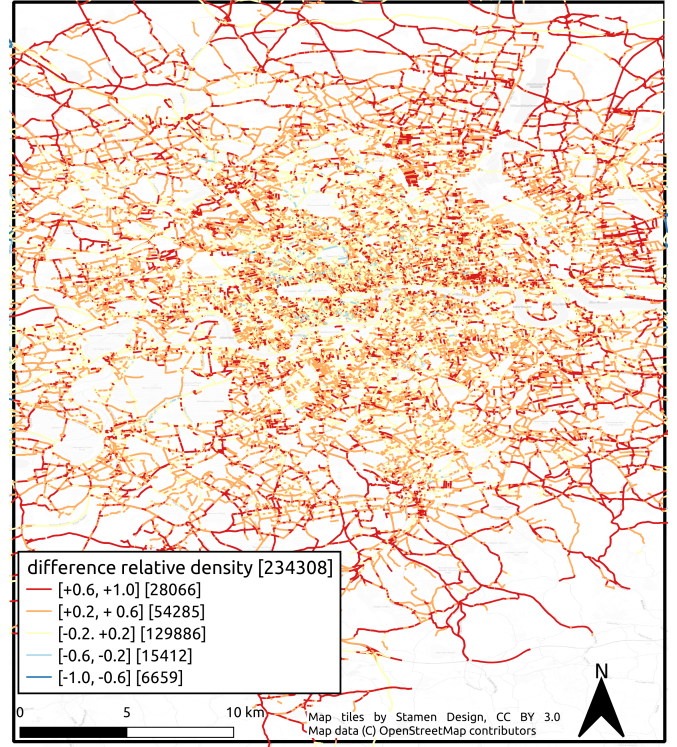 difference relative density [234308]
[+0.6, +1.0] [28066]
[+0.2, + 0.6] [54285]
[-0.2. +0.2] [129886]
[-0.6, -0.2] [15412]
[-1.0, -0.6] [6659]
N
0 5 10 km
Map tiles by Stamen Design, CC BY 3.0
Map data (C) OpenStreetMap contributors